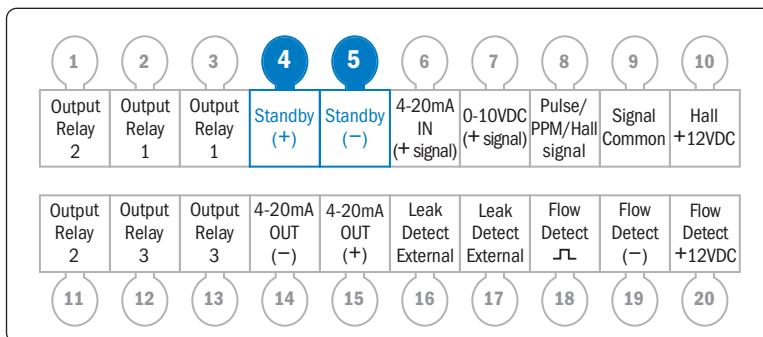 1 2 3 4 5 6 7 8 9 10
Output Relay 2
Output Relay 1
Output Relay 1
Standby (+)
Standby (−)
4-20mA IN (+ signal)
0-10VDC (+ signal)
Pulse/ PPM/Hall signal
Signal Common
Hall +12VDC
Output Relay 2
Output Relay 3
Output Relay 3
4-20mA OUT (−)
4-20mA OUT (+)
Leak Detect External
Leak Detect External
Flow Detect
Flow Detect (−)
Flow Detect +12VDC
11 12 13 14 15 16 17 18 19 20